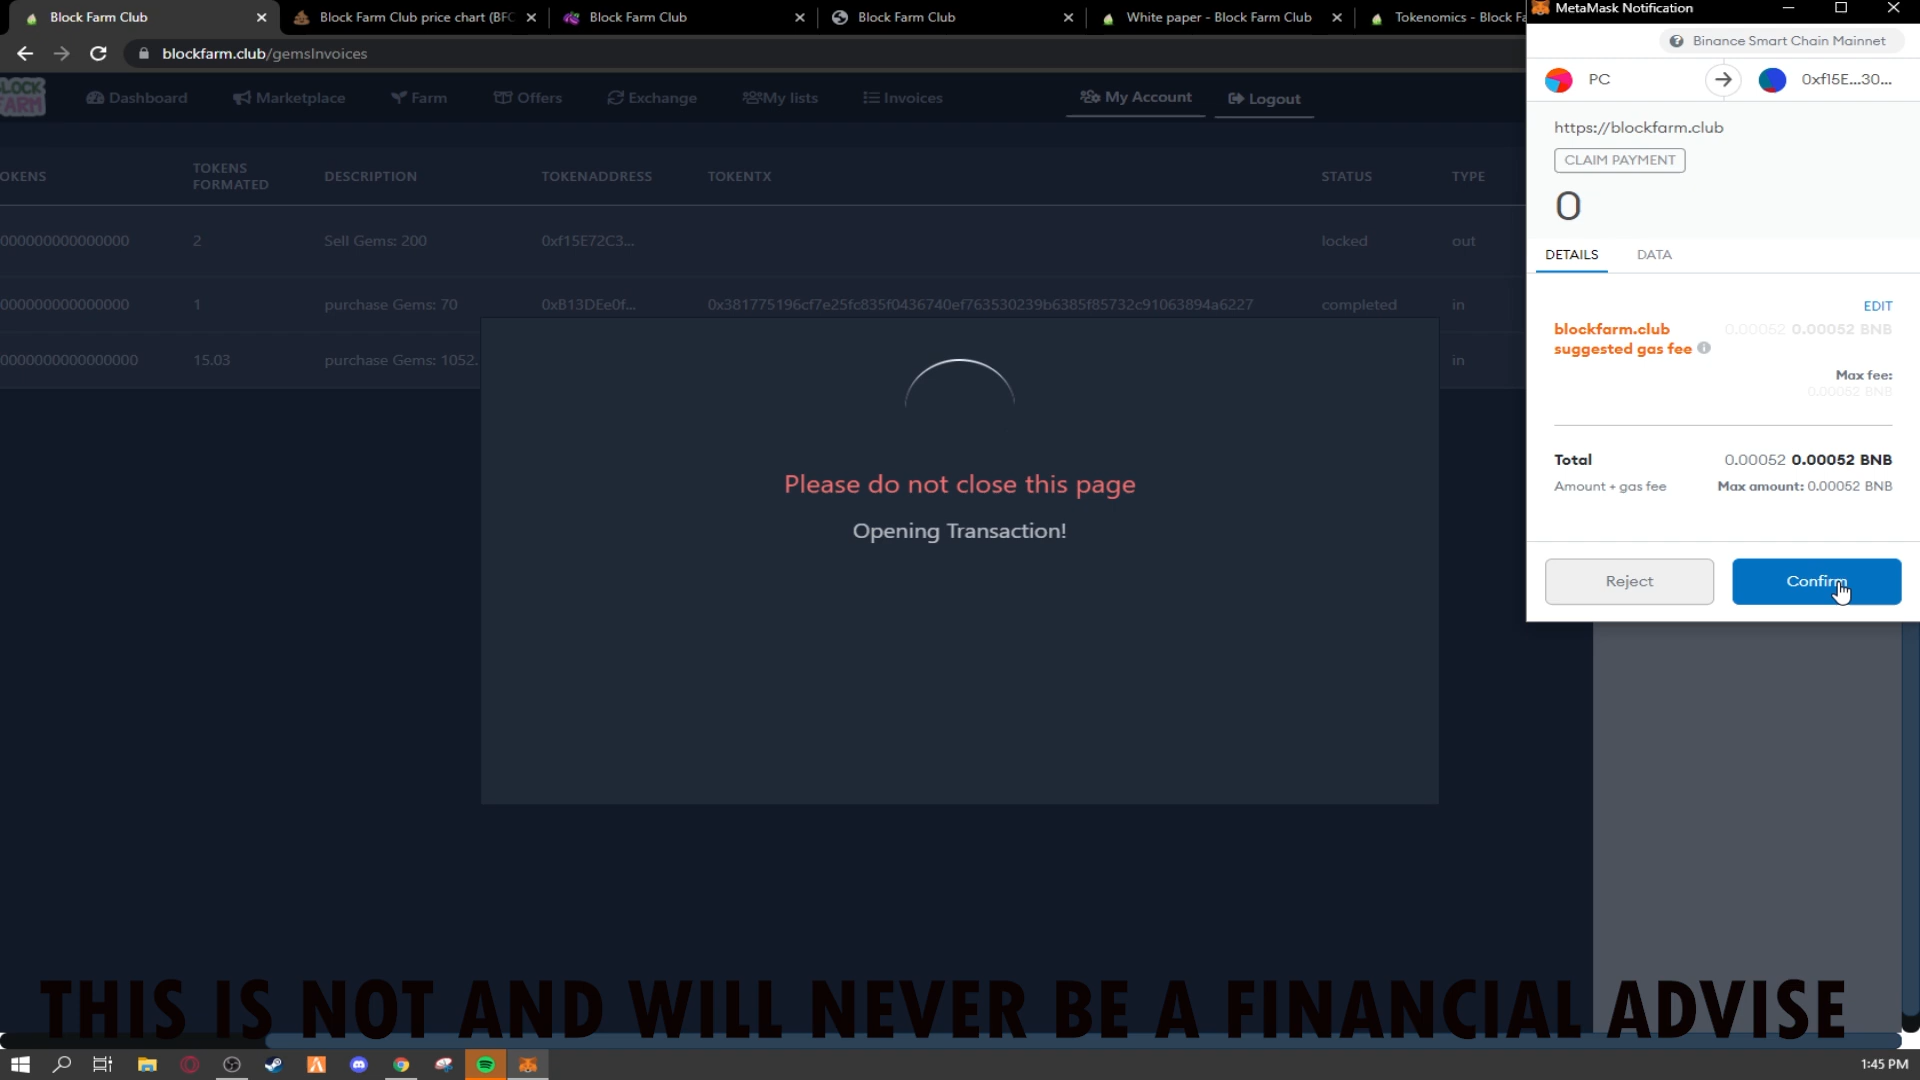 Block Farm Club
Block Farm Club price chart (BFC
Block Farm Club
Block Farm Club
White paper - Block Farm Club
Tokenomics - Block Fa
MetaMask Notification
blockfarm.club/gemsInvoices
Binance Smart Chain Mainnet
BLOCK
FARM
Dashboard
Marketplace
Farm
Offers
Exchange
My lists
Invoices
My Account
Logout
PC
0xf15E...30...
https://blockfarm.club
CLAIM PAYMENT
0
DETAILS
DATA
OKENS
TOKENS
FORMATED
DESCRIPTION
TOKENADDRESS
TOKENTX
STATUS
TYPE
000000000000000
2
Sell Gems: 200
0xf15E72C3...
locked
out
000000000000000
1
purchase Gems: 70
0xB13DEe0f...
0x381775196cf7e25fc835f0436740ef763530239b6385f85732c91063894a6227
completed
in
0000000000000000
15.03
purchase Gems: 1052.
in
EDIT
blockfarm.club
suggested gas fee
0.00052 0.00052 BNB
Max fee:
0.00052 BNB
Total
0.00052 0.00052 BNB
Amount + gas fee
Max amount: 0.00052 BNB
Reject
Confirm
Please do not close this page
Opening Transaction!
THIS IS NOT AND WILL NEVER BE A FINANCIAL ADVISE
1:45 PM